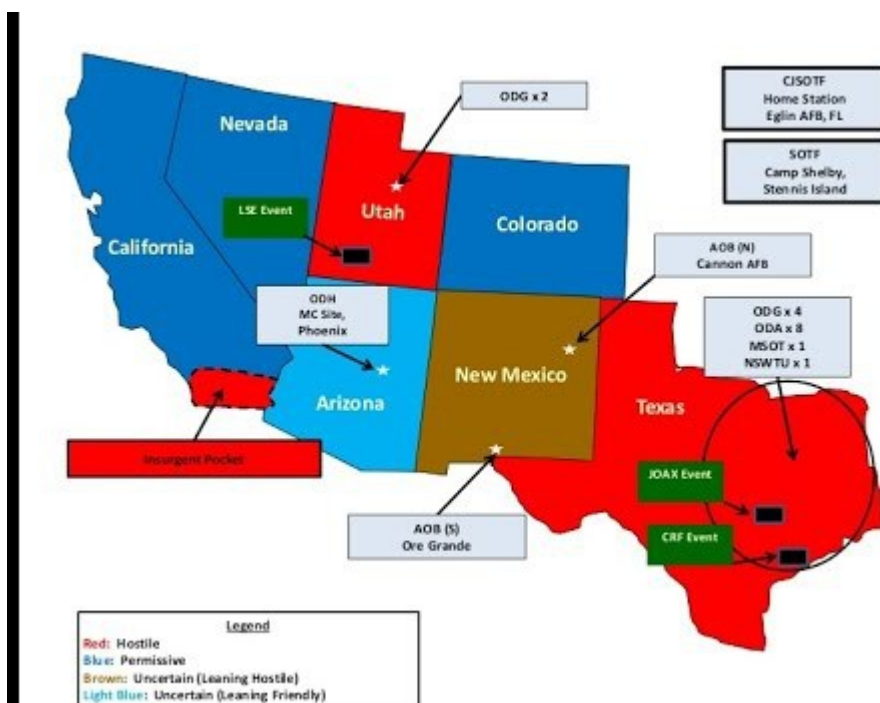 ODG x 2
CJSOTF
Home Station
Eglin AFB, FL
SOTF
Camp Shelby,
Stennis Island
Nevada
LSE Event
Utah
Colorado
California
AOB (N)
Cannon AFB
ODH
MC Site,
Phoenix
ODG x 4
ODA x 8
MSOT x 1
NSWTU x 1
New Mexico
Arizona
Texas
Insurgent Pocket
JOAX Event
AOB (S)
Ore Grande
CRF Event
Legend
Red: Hostile
Blue: Permissive
Brown: Uncertain (Leaning Hostile)
Light Blue: Uncertain (Leaning Friendly)